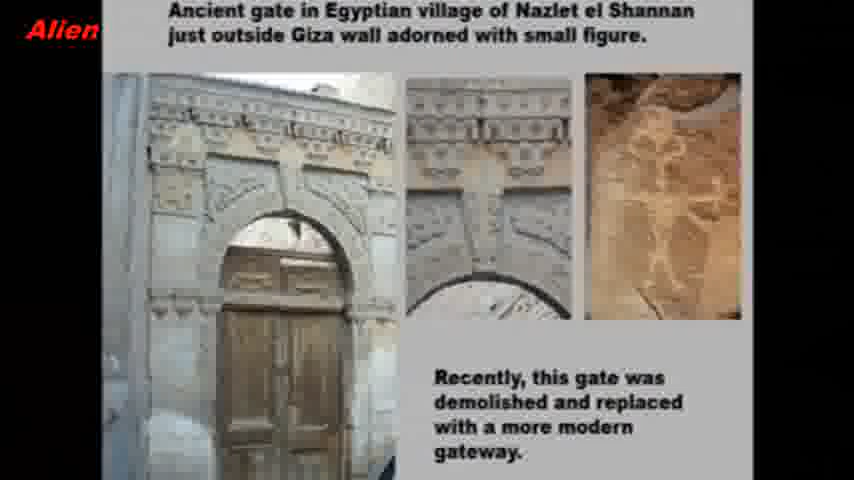 Ancient gate in Egyptian village of Nazlet el Shannan
just outside Giza wall adorned with small figure.
Alien
Recently, this gate was
demolished and replaced
with a more modern
gateway.